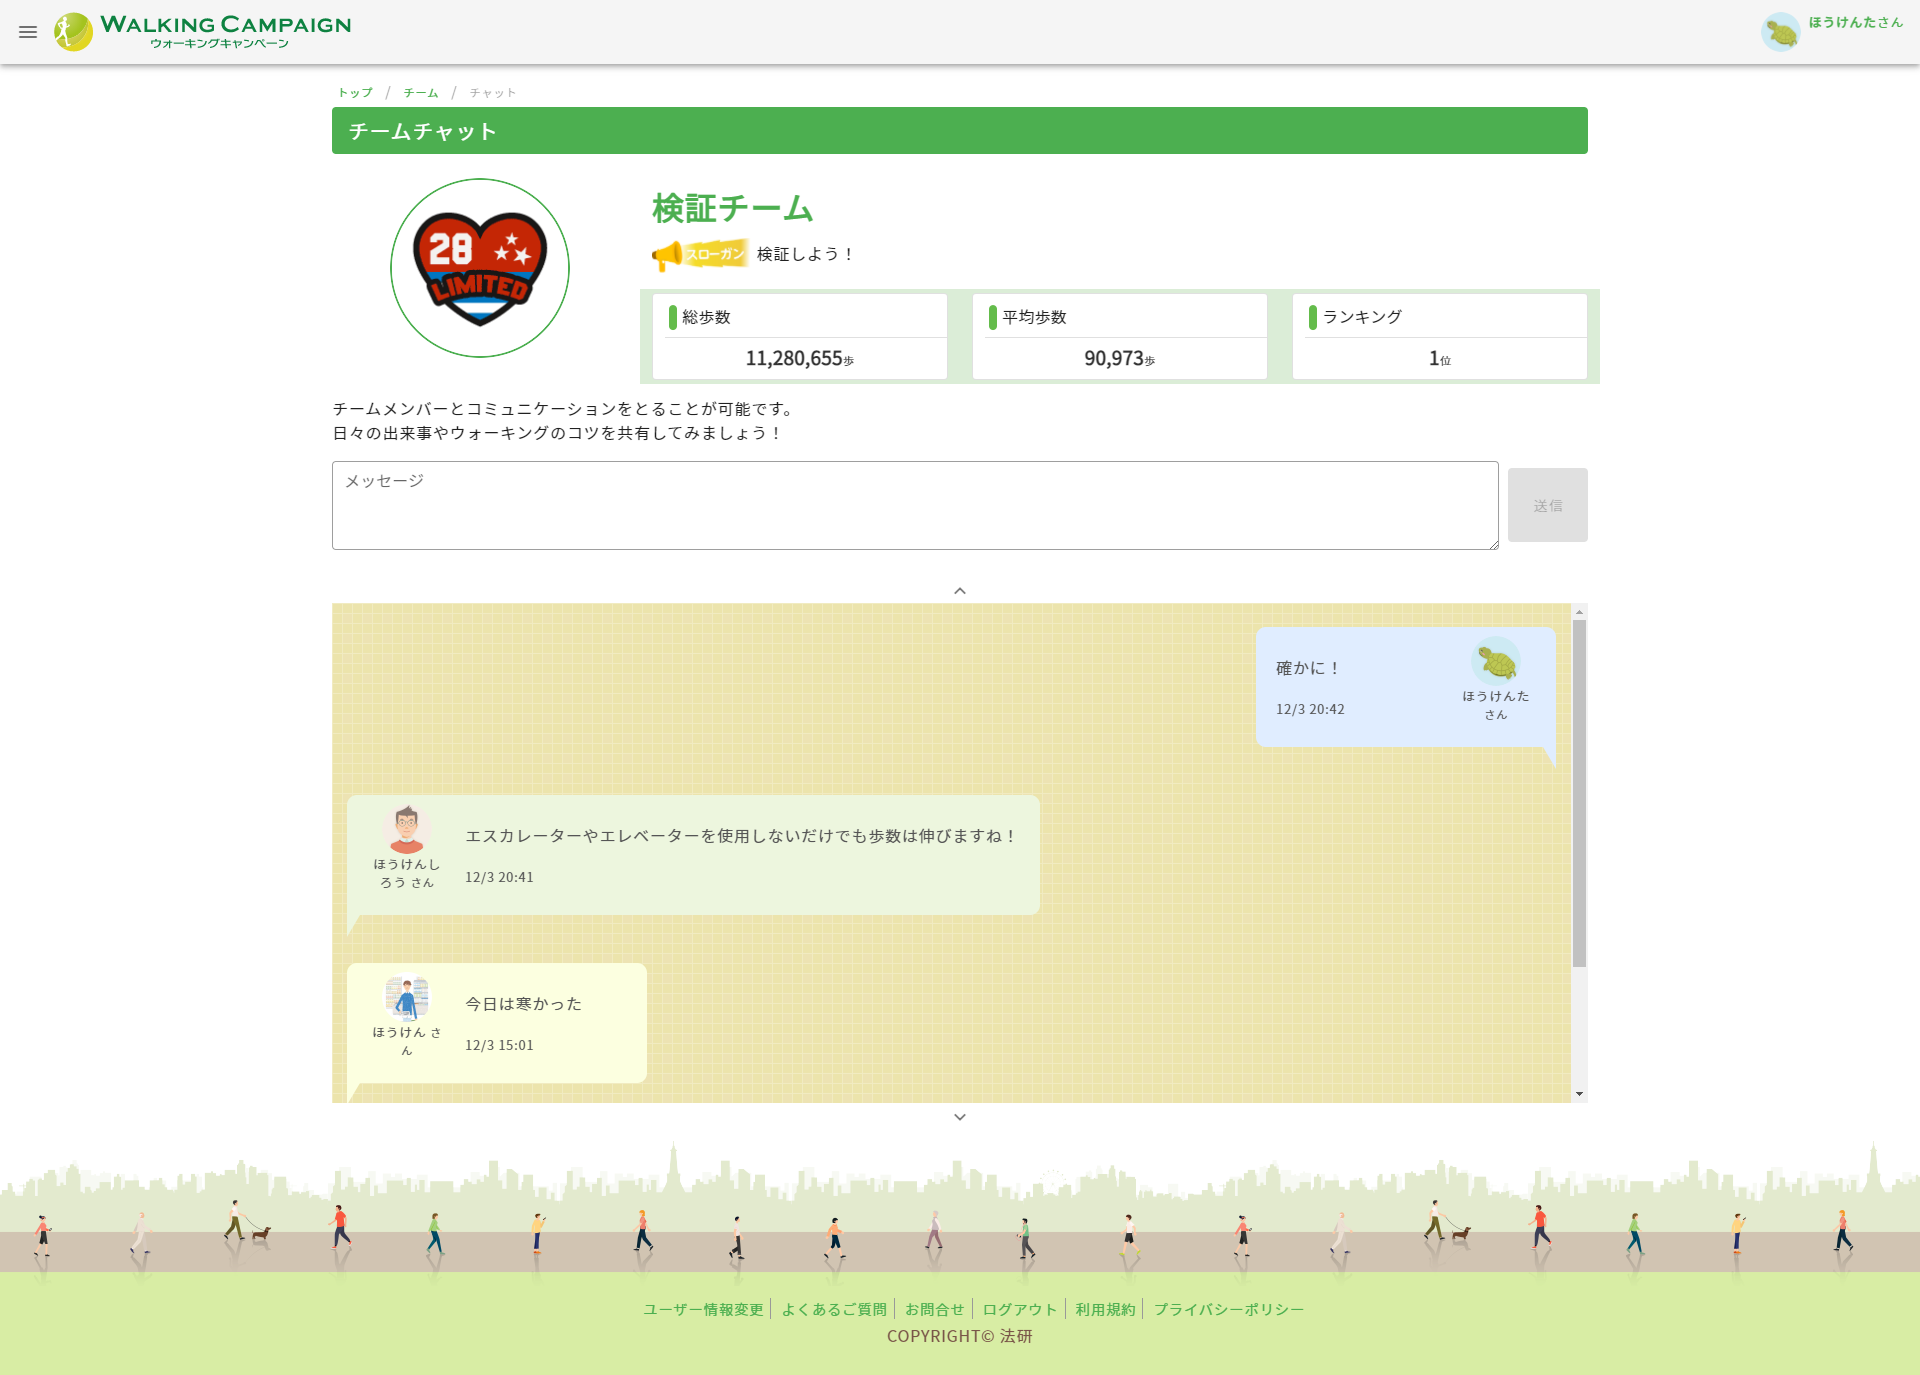 WALKING CAMPAIGN
ウォーキングキャンペーン
ほうけんたさん
トップ / チーム / チャット
チームチャット
28
LIMITED
検証チーム
スローガン 検証しよう！
総歩数
11,280,655歩
平均歩数
90,973歩
ランキング
1位
チームメンバーとコミュニケーションをとることが可能です。
日々の出来事やウォーキングのコツを共有してみましょう！
メッセージ
送信
確かに！
12/3 20:42
ほうけんた
さん
ほうけんし
ろう さん
エスカレーターやエレベーターを使用しないだけでも歩数は伸びますね！
12/3 20:41
ほうけん さ
ん
今日は寒かった
12/3 15:01
ユーザー情報変更 よくあるご質問 お問合せ ログアウト 利用規約 プライバシーポリシー
COPYRIGHT© 法研